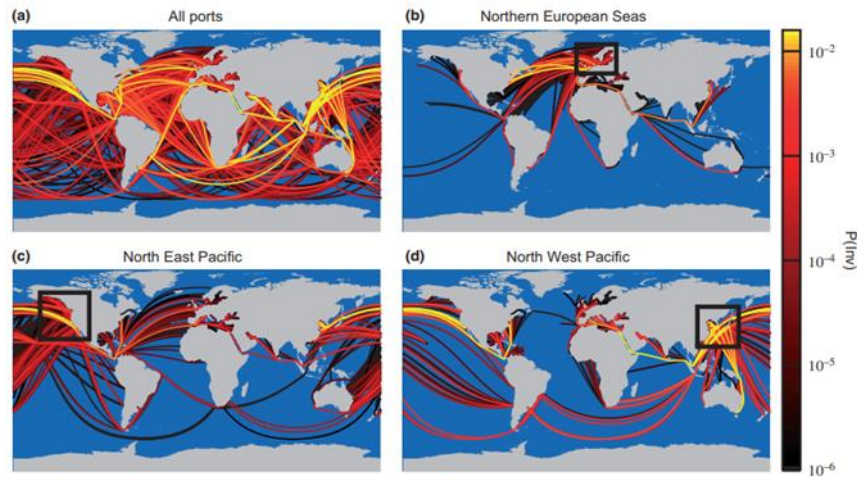 (a) All ports
(b) Northern European Seas
(c) North East Pacific
(d) North West Pacific
10⁻²
10⁻³
10⁻⁴
10⁻⁵
10⁻⁶
P(Inv)